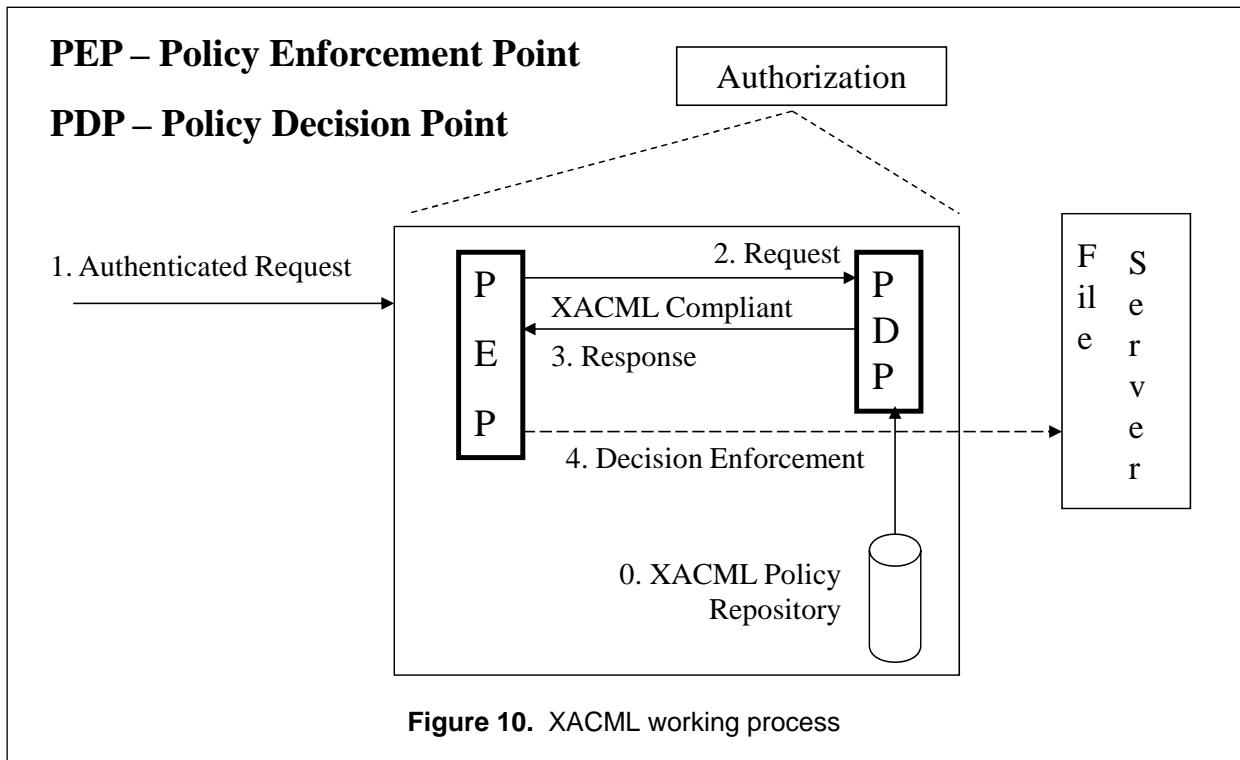 PEP – Policy Enforcement Point
PDP – Policy Decision Point
Authorization
1. Authenticated Request
P
E
P
2. Request
XACML Compliant
3. Response
4. Decision Enforcement
P
D
P
0. XACML Policy
Repository
F
il
e
S
e
r
v
e
r
Figure 10. XACML working process